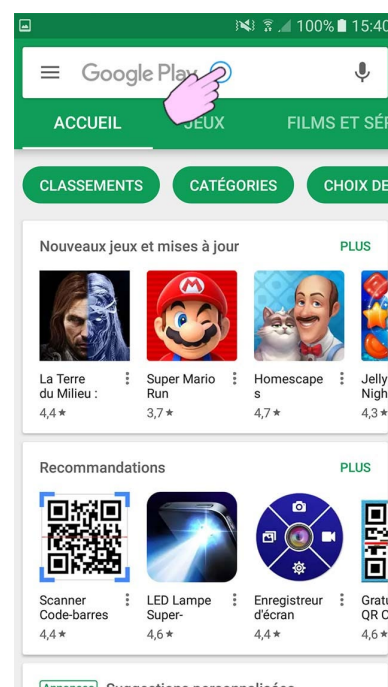 100% 15:40
Google Play
ACCUEIL JEUX FILMS ET SÉR
CLASSEMENTS CATÉGORIES CHOIX DE
Nouveaux jeux et mises à jour PLUS
La Terre
du Milieu :
4,4 ★
Super Mario
Run
3,7 ★
Homescape
s
4,7 ★
Jelly
Nigh
4,3 ★
Recommandations PLUS
Scanner
Code-barres
4,4 ★
LED Lampe
Super-
4,6 ★
Enregistreur
d'écran
4,4 ★
Gratu
QR C
4,6 ★
Annonces Suggestions personnalisées